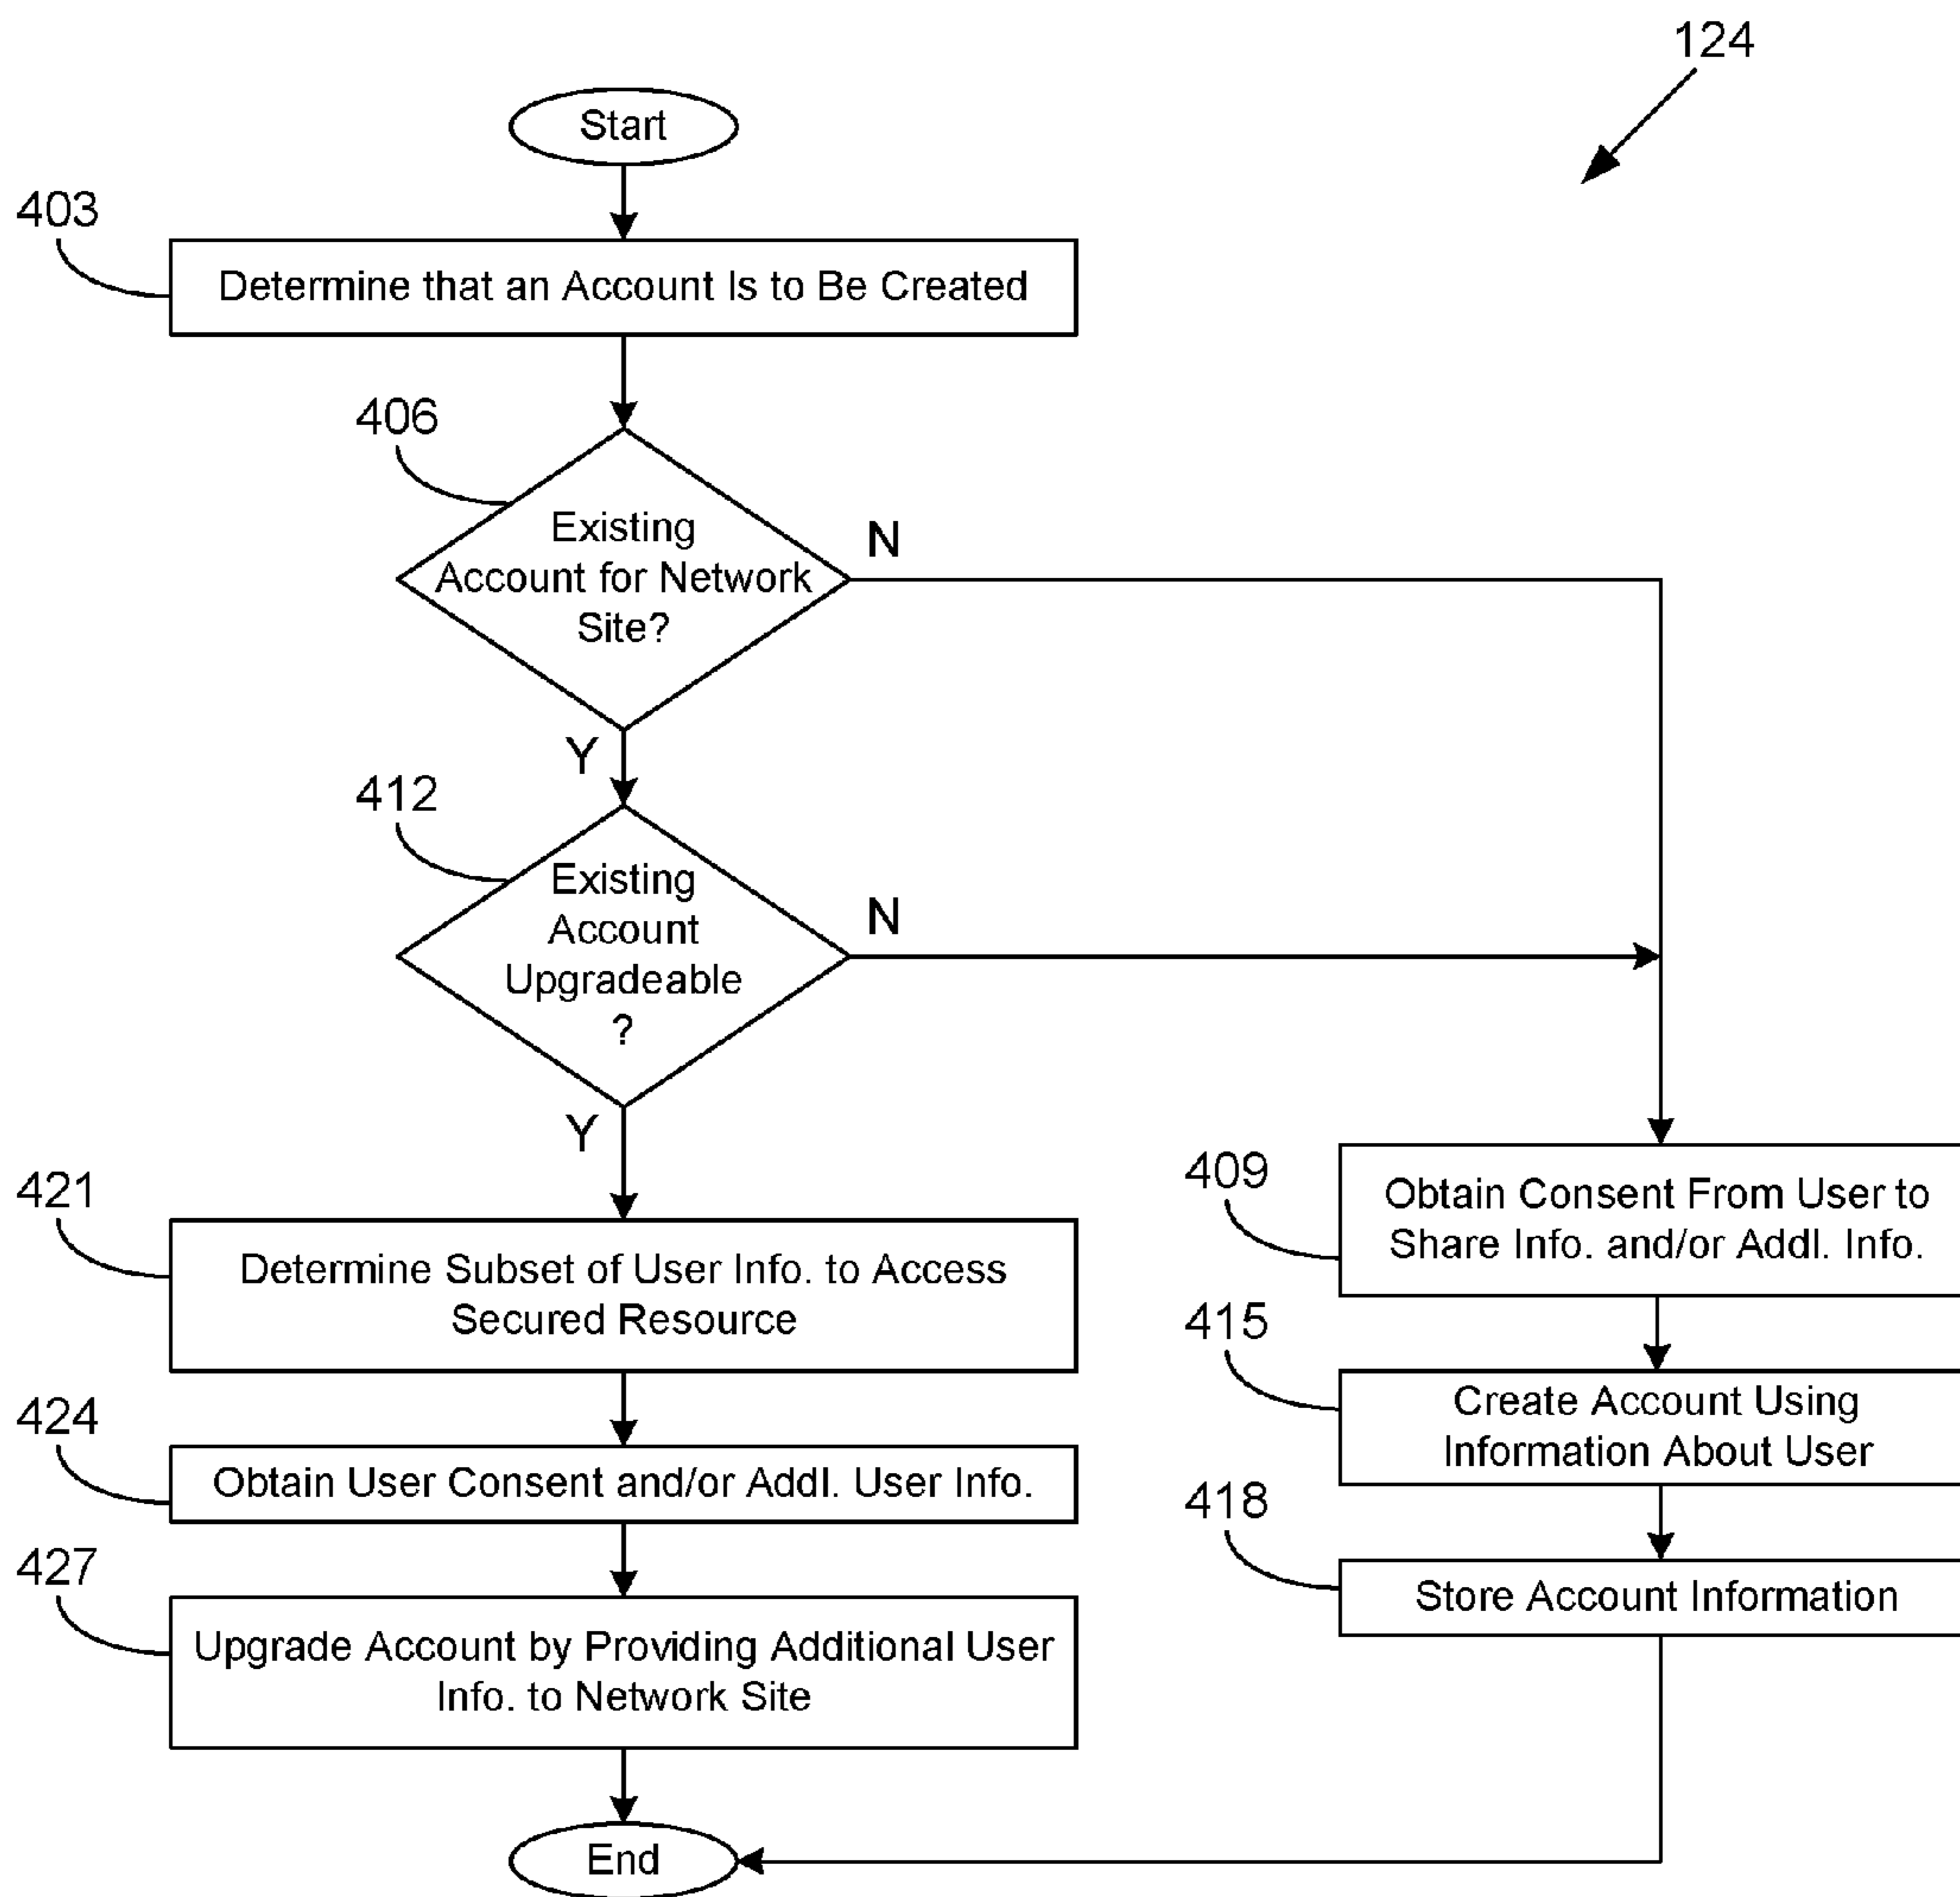 124
Start
403
Determine that an Account Is to Be Created
406
Existing
Account for Network
Site?
N
Y
412
Existing
Account
Upgradeable
?
N
Y
421
Determine Subset of User Info. to Access
Secured Resource
424
Obtain User Consent and/or Addl. User Info.
427
Upgrade Account by Providing Additional User
Info. to Network Site
409
Obtain Consent From User to
Share Info. and/or Addl. Info.
415
Create Account Using
Information About User
418
Store Account Information
End